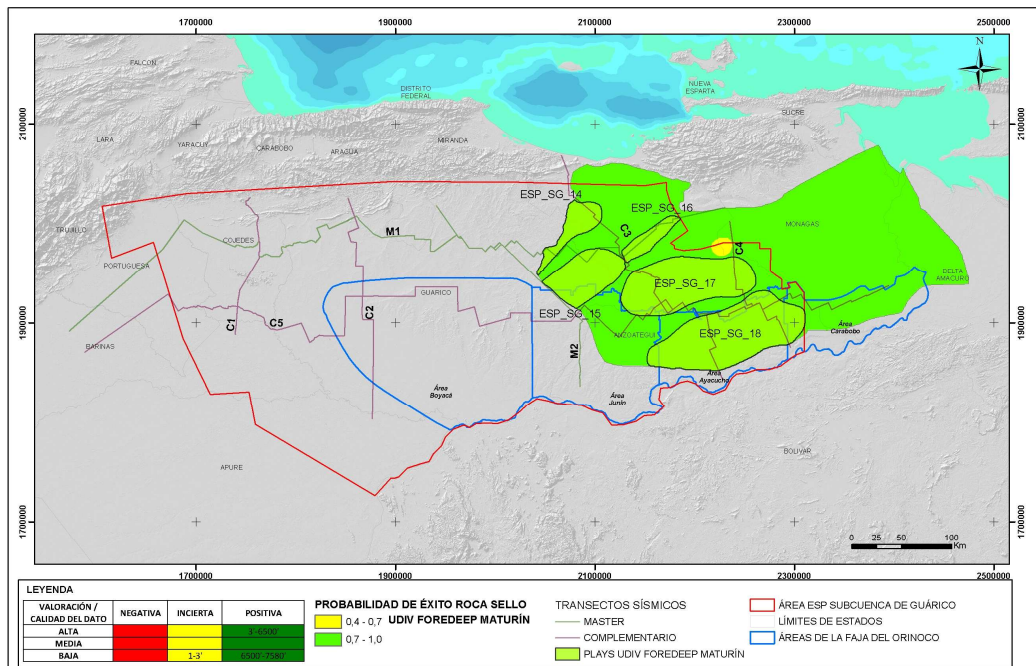 1700000 1900000 2100000 2300000 2500000
N
FALCON
DISTRITO
FEDERAL
NUEVA
ESPARTA
SUCRE
2100000 2100000
LARA
YARACUY
CARABOBO
ARAGUA
MIRANDA
ESP_SG_14
ESP_SG_16
MONAGAS
TRUJILLO
COJEDES
M1
C3
C4
PORTUGUESA
DELTA
AMACURO
GUARICO
ESP_SG_17
ESP_SG_15
1900000 1900000
C1
C5
C2
BARINAS
M2
ANZOATEGUI
ESP_SG_18
Área
Carabobo
Área
Ayacucho
Área
Boyacá
Área
Junín
APURE
BOLIVAR
1700000 1700000
0 25 50 100
Km
1700000 1900000 2100000 2300000 2500000
LEYENDA
VALORACIÓN / CALIDAD DEL DATO NEGATIVA INCIERTA POSITIVA
ALTA 3'-6500'
MEDIA
BAJA 1-3' 6500'-7580'
PROBABILIDAD DE ÉXITO ROCA SELLO
UDIV FOREDEEP MATURÍN
0,4 - 0,7
0,7 - 1,0
TRANSECTOS SÍSMICOS
MASTER
COMPLEMENTARIO
PLAYS UDIV FOREDEEP MATURÍN
ÁREA ESP SUBCUENCA DE GUÁRICO
LÍMITES DE ESTADOS
ÁREAS DE LA FAJA DEL ORINOCO